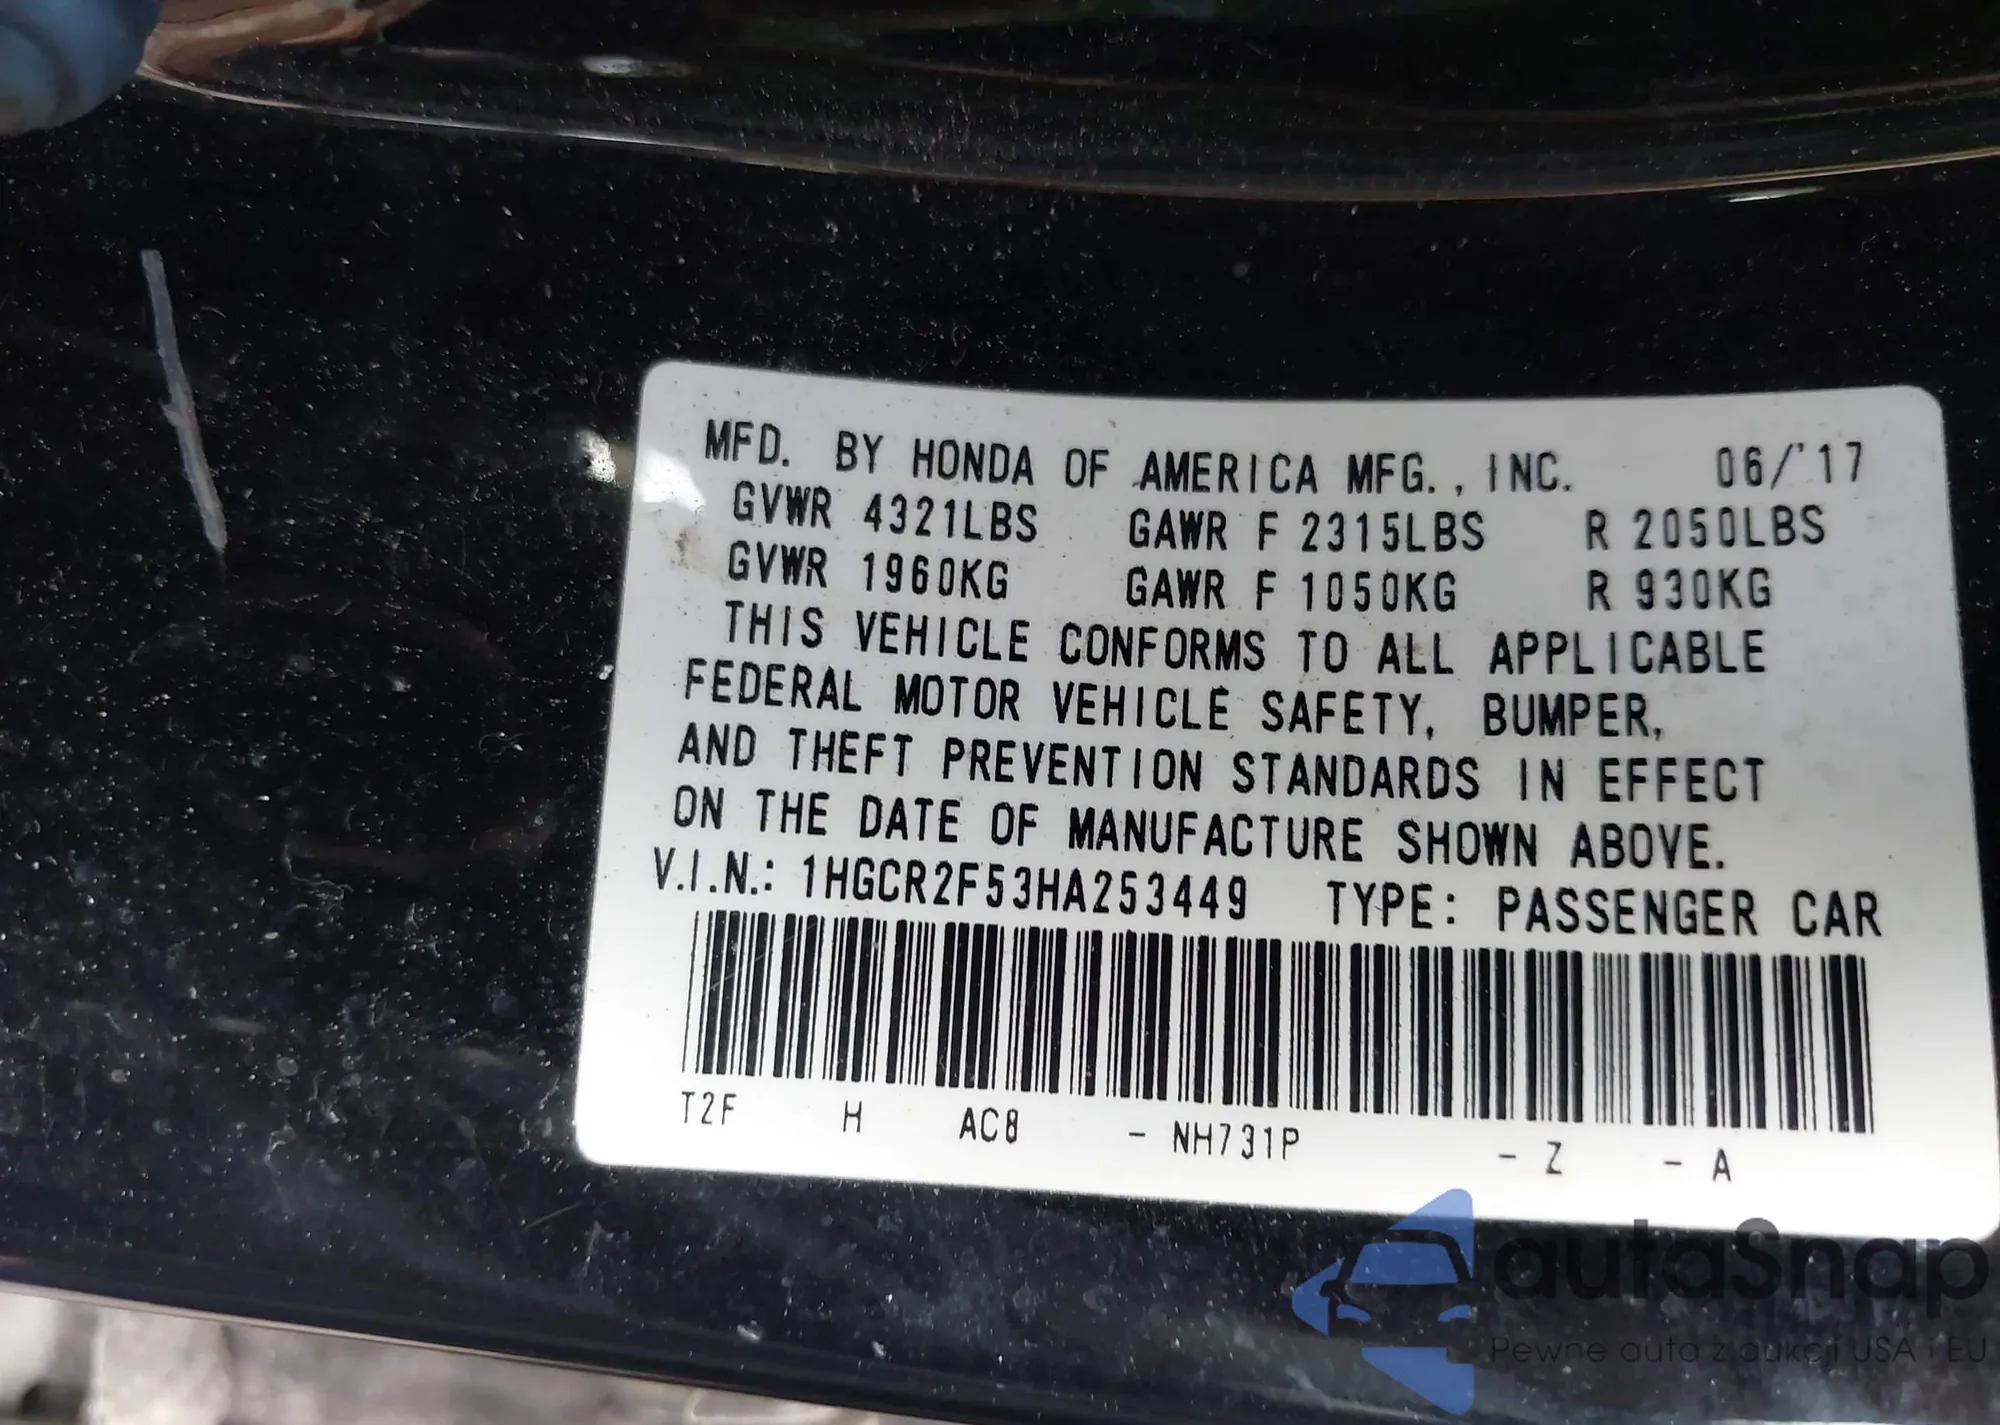 MFD. BY HONDA OF AMERICA MFG., INC. 06/'17
GVWR 4321LBS GAWR F 2315LBS R 2050LBS
GVWR 1960KG GAWR F 1050KG R 930KG
THIS VEHICLE CONFORMS TO ALL APPLICABLE
FEDERAL MOTOR VEHICLE SAFETY, BUMPER,
AND THEFT PREVENTION STANDARDS IN EFFECT
ON THE DATE OF MANUFACTURE SHOWN ABOVE.
V.I.N.: 1HGCR2F53HA253449 TYPE: PASSENGER CAR
T2F H AC8 - NH731P - Z - A
autaSnap
Pewne auta z aukcji USA i EU